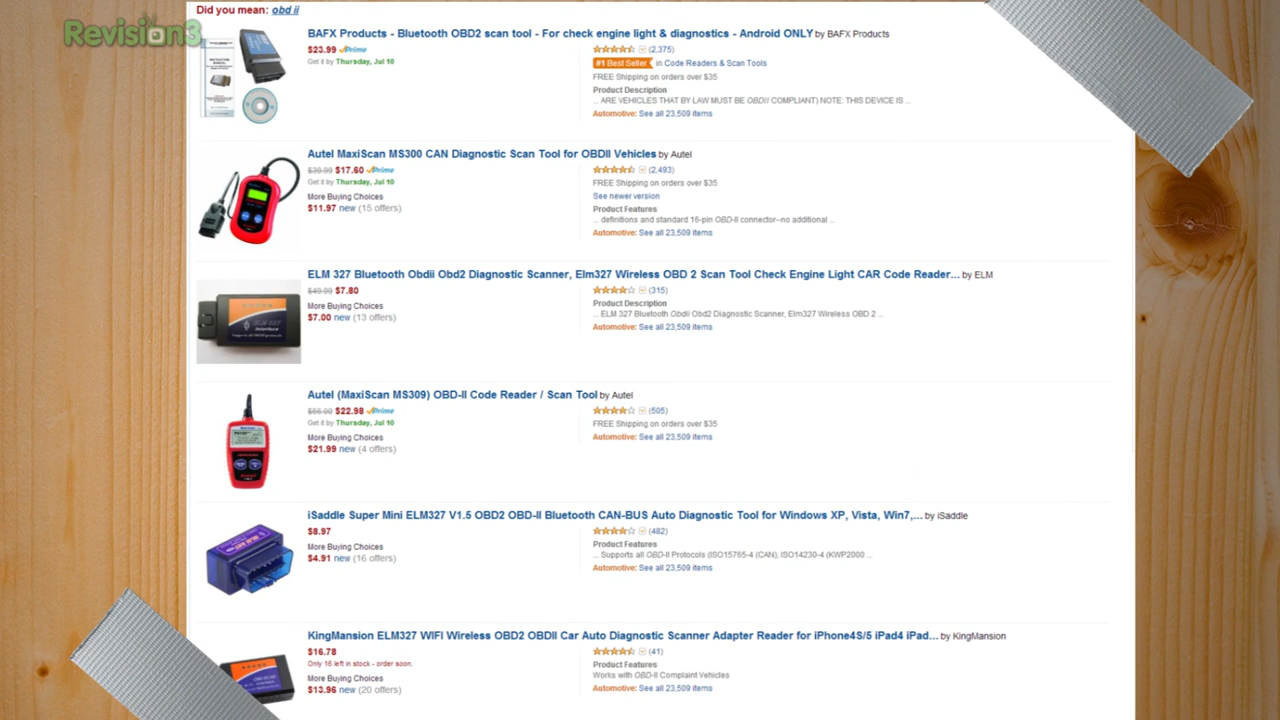 Did you mean: obd ii
Revision3
BAFX Products - Bluetooth OBD2 scan tool - For check engine light & diagnostics - Android ONLY by BAFX Products
$23.99 Prime
Get it by Thursday, Jul 10
(2,375)
#1 Best Seller in Code Readers & Scan Tools
FREE Shipping on orders over $35
Product Description
... ARE VEHICLES THAT BY LAW MUST BE OBDII COMPLIANT) NOTE: THIS DEVICE IS ...
Automotive: See all 23,509 items
Autel MaxiScan MS300 CAN Diagnostic Scan Tool for OBDII Vehicles by Autel
$39.99 $17.60 Prime
Get it by Thursday, Jul 10
More Buying Choices
$11.97 new (15 offers)
(2,493)
FREE Shipping on orders over $35
See newer version
Product Features
... definitions and standard 16-pin OBD-II connector--no additional ...
Automotive: See all 23,509 items
ELM 327 Bluetooth Obdii Obd2 Diagnostic Scanner, Elm327 Wireless OBD 2 Scan Tool Check Engine Light CAR Code Reader... by ELM
$49.99 $7.80
More Buying Choices
$7.00 new (13 offers)
(315)
Product Description
... ELM 327 Bluetooth Obdii Obd2 Diagnostic Scanner, Elm327 Wireless OBD 2 ...
Automotive: See all 23,509 items
Autel (MaxiScan MS309) OBD-II Code Reader / Scan Tool by Autel
$66.00 $22.98 Prime
Get it by Thursday, Jul 10
More Buying Choices
$21.99 new (4 offers)
(505)
FREE Shipping on orders over $35
Automotive: See all 23,509 items
iSaddle Super Mini ELM327 V1.5 OBD2 OBD-II Bluetooth CAN-BUS Auto Diagnostic Tool for Windows XP, Vista, Win7,... by iSaddle
$8.97
More Buying Choices
$4.91 new (16 offers)
(482)
Product Features
... Supports all OBD-II Protocols (ISO15765-4 (CAN), ISO14230-4 (KWP2000 ...
Automotive: See all 23,509 items
KingMansion ELM327 WIFI Wireless OBD2 OBDII Car Auto Diagnostic Scanner Adapter Reader for iPhone4S/5 iPad4 iPad... by KingMansion
$16.78
Only 16 left in stock - order soon.
More Buying Choices
$13.96 new (20 offers)
(41)
Product Features
Works with OBD-II Complaint Vehicles
Automotive: See all 23,509 items